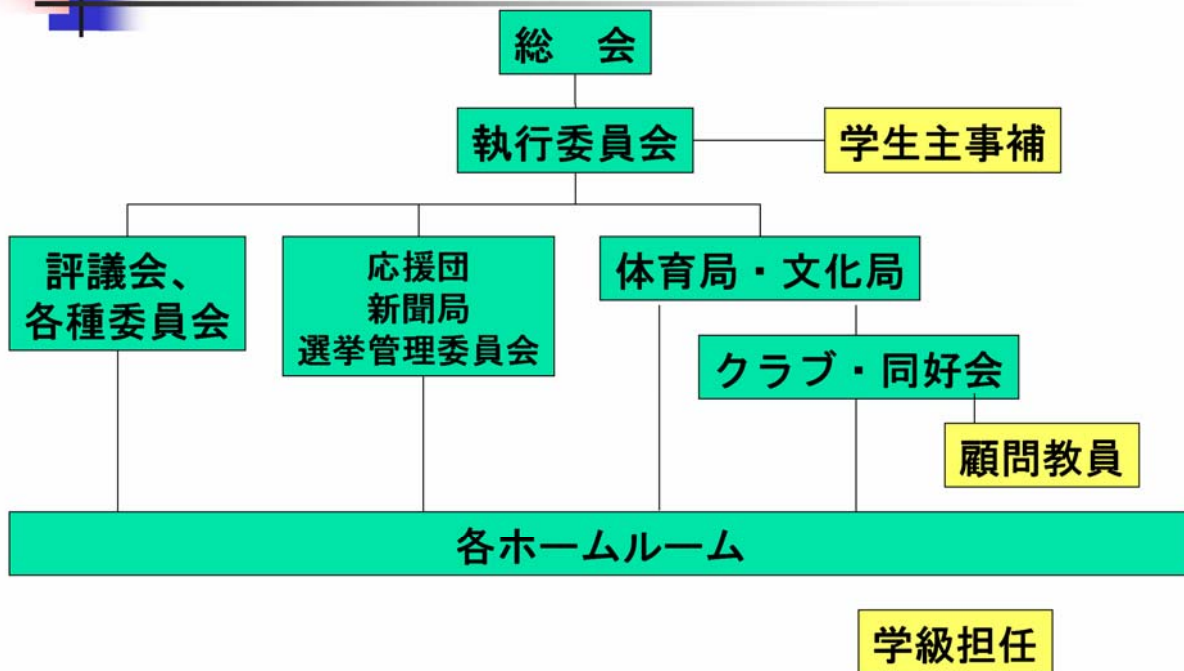 総　会
執行委員会
学生主事補
評議会、
各種委員会
応援団
新聞局
選挙管理委員会
体育局・文化局
クラブ・同好会
顧問教員
各ホームルーム
学級担任